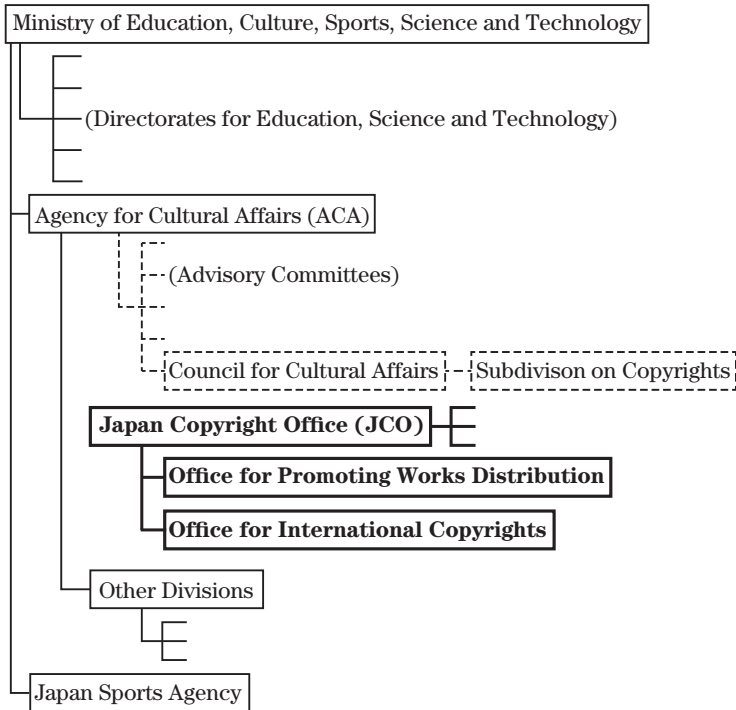 Ministry of Education, Culture, Sports, Science and Technology
(Directorates for Education, Science and Technology)
Agency for Cultural Affairs (ACA)
(Advisory Committees)
Council for Cultural Affairs
Subdivison on Copyrights
Japan Copyright Office (JCO)
Office for Promoting Works Distribution
Office for International Copyrights
Other Divisions
Japan Sports Agency